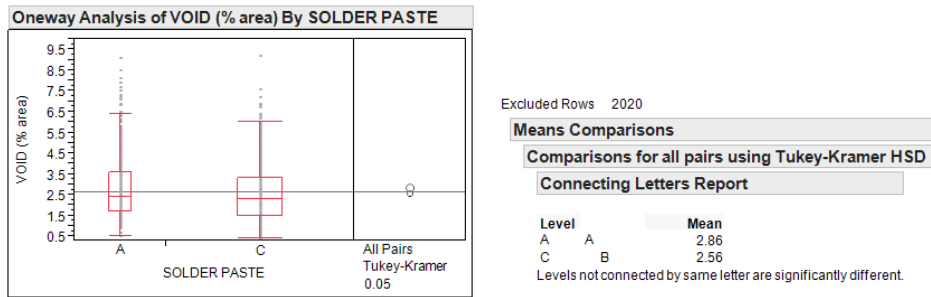 Oneway Analysis of VOID (% area) By SOLDER PASTE
VOID (% area)
9.5
8.5
7.5
6.5
5.5
4.5
3.5
2.5
1.5
0.5
A
C
SOLDER PASTE
All Pairs
Tukey-Kramer
0.05
Excluded Rows 2020
Means Comparisons
Comparisons for all pairs using Tukey-Kramer HSD
Connecting Letters Report
Level Mean
A A 2.86
C B 2.56
Levels not connected by same letter are significantly different.